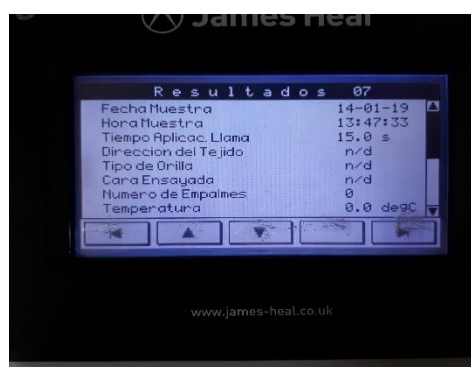 James Heal
Resultados 07
Fecha Muestra 14-01-19
Hora Muestra 13:47:33
Tiempo Aplicac. Llama 15.0 s
Direccion del Tejido n/d
Tipo de Orilla n/d
Cara Ensayada n/d
Numero de Empalmes 0
Temperatura 0.0 degC
www.james-heal.co.uk